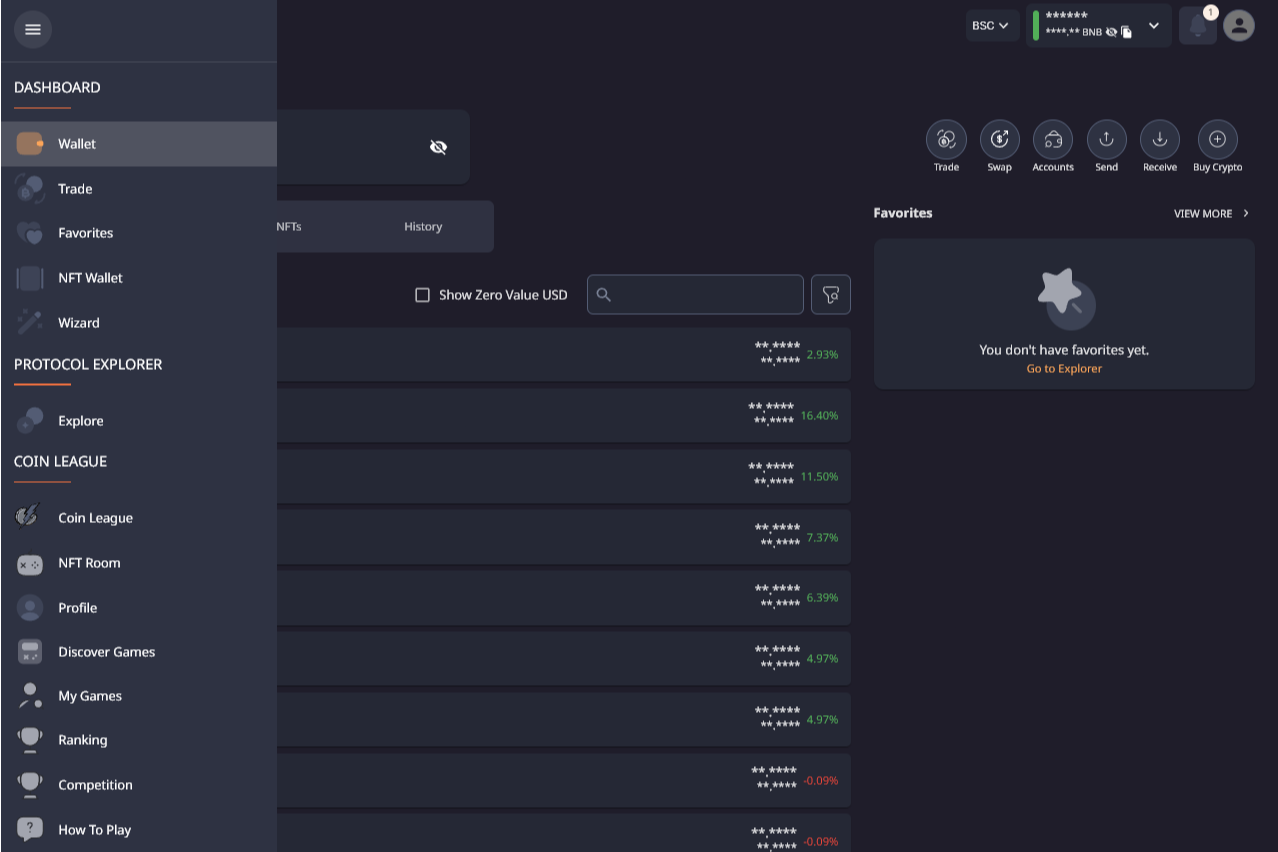 BSC
******
****.** BNB
1
DASHBOARD
Wallet
Trade
Favorites
NFT Wallet
Wizard
PROTOCOL EXPLORER
Explore
COIN LEAGUE
Coin League
NFT Room
Profile
Discover Games
My Games
Ranking
Competition
How To Play
NFTs
History
Show Zero Value USD
**.****
**.****
2.93%
**.****
**.****
16.40%
**.****
**.****
11.50%
**.****
**.****
7.37%
**.****
**.****
6.39%
**.****
**.****
4.97%
**.****
**.****
4.97%
**.****
**.****
-0.09%
**.****
**.****
-0.09%
Trade
Swap
Accounts
Send
Receive
Buy Crypto
Favorites
VIEW MORE
You don't have favorites yet.
Go to Explorer